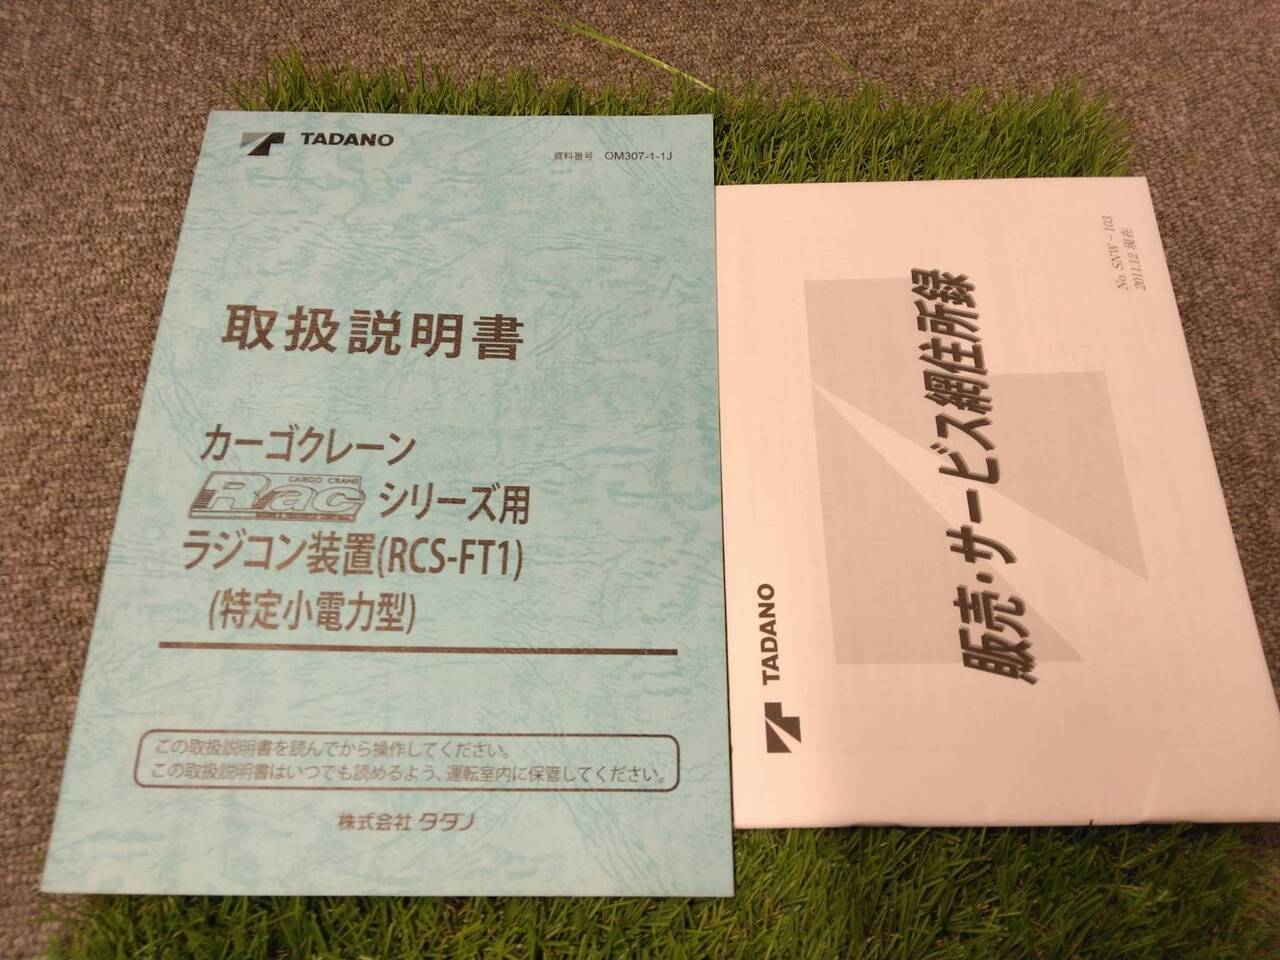 TADANO
資料番号 OM307-1-1J
取扱説明書
カーゴクレーン
CARGO CRANE
Rac シリーズ用
ラジコン装置(RCS-FT1)
(特定小電力型)
この取扱説明書を読んでから操作してください。
この取扱説明書はいつでも読めるよう、運転室内に保管してください。
株式会社 タダノ
No. SNW-103
2011.12 現在
販売・サービス網住所録
TADANO